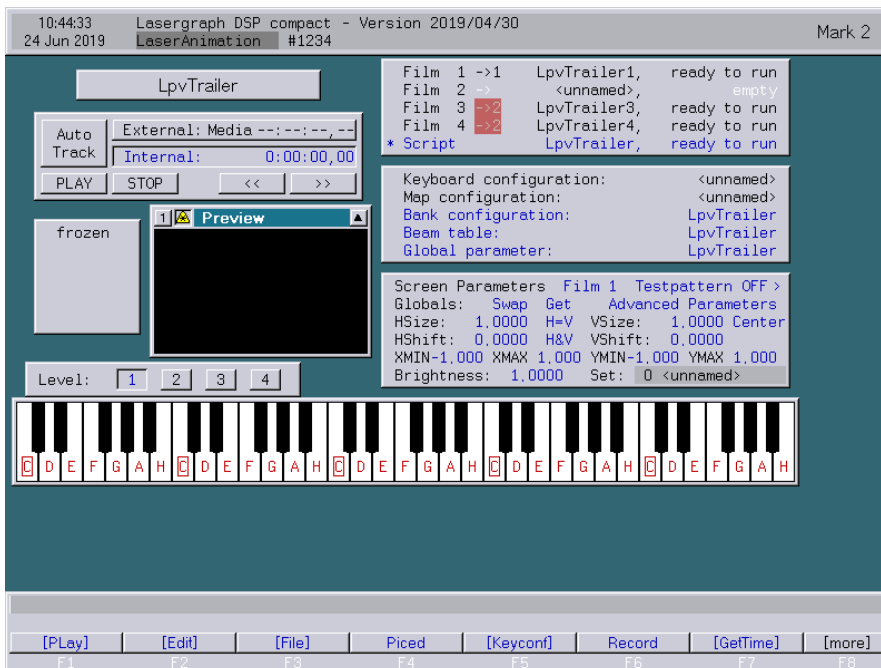 10:44:33 Lasergraph DSP compact - Version 2019/04/30
24 Jun 2019 LaserAnimation #1234
Mark 2
LpvTrailer
Auto Track
External: Media --:--:--,--
Internal: 0:00:00,00
PLAY STOP << >>
frozen
1 Preview
Level: 1 2 3 4
Film 1 ->1 LpvTrailer1, ready to run
Film 2 -> <unnamed>, empty
Film 3 ->2 LpvTrailer3, ready to run
Film 4 ->2 LpvTrailer4, ready to run
* Script LpvTrailer, ready to run
Keyboard configuration: <unnamed>
Map configuration: <unnamed>
Bank configuration: LpvTrailer
Beam table: LpvTrailer
Global parameter: LpvTrailer
Screen Parameters Film 1 Testpattern OFF >
Globals: Swap Get Advanced Parameters
HSize: 1,0000 H=V VSize: 1,0000 Center
HShift: 0,0000 H&V VShift: 0,0000
XMIN-1,000 XMAX 1,000 YMIN-1,000 YMAX 1,000
Brightness: 1,0000 Set: 0 <unnamed>
C D E F G A H C D E F G A H C D E F G A H C D E F G A H C D E F G A H
[PLay] [Edit] [File] Piced [Keyconf] Record [GetTime] [more]
F1 F2 F3 F4 F5 F6 F7 F8